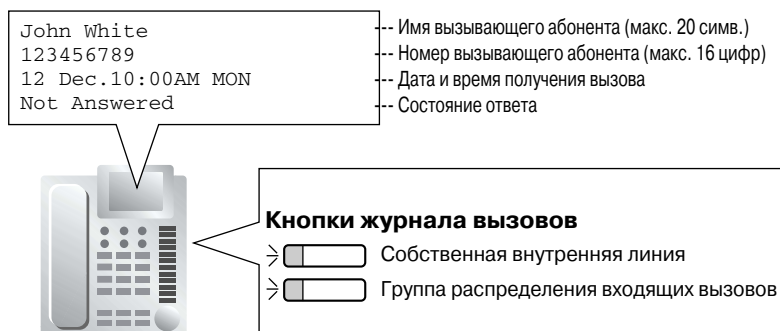 John White
123456789
12 Dec.10:00AM MON
Not Answered
Имя вызывающего абонента (макс. 20 симв.)
Номер вызывающего абонента (макс. 16 цифр)
Дата и время получения вызова
Состояние ответа
Кнопки журнала вызовов
Собственная внутренняя линия
Группа распределения входящих вызовов